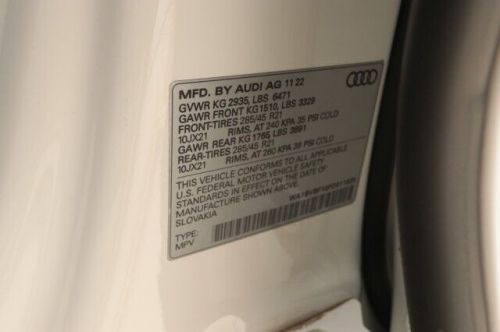 MFD. BY AUDI AG 11 22
GVWR KG 2935, LBS 6471
GAWR FRONT KG1510, LBS 3329
FRONT-TIRES 285/45 R21
10JX21 RIMS, AT 240 KPA 35 PSI COLD
GAWR REAR KG 1765, LBS 3891
REAR-TIRES 285/45 R21
10JX21 RIMS, AT 260 KPA 38 PSI COLD
THIS VEHICLE CONFORMS TO ALL APPLICABLE
U.S. FEDERAL MOTOR VEHICLE SAFETY
STANDARDS IN EFFECT ON THE DATE OF
MANUFACTURE SHOWN ABOVE.
SLOVAKIA
TYPE:
MPV